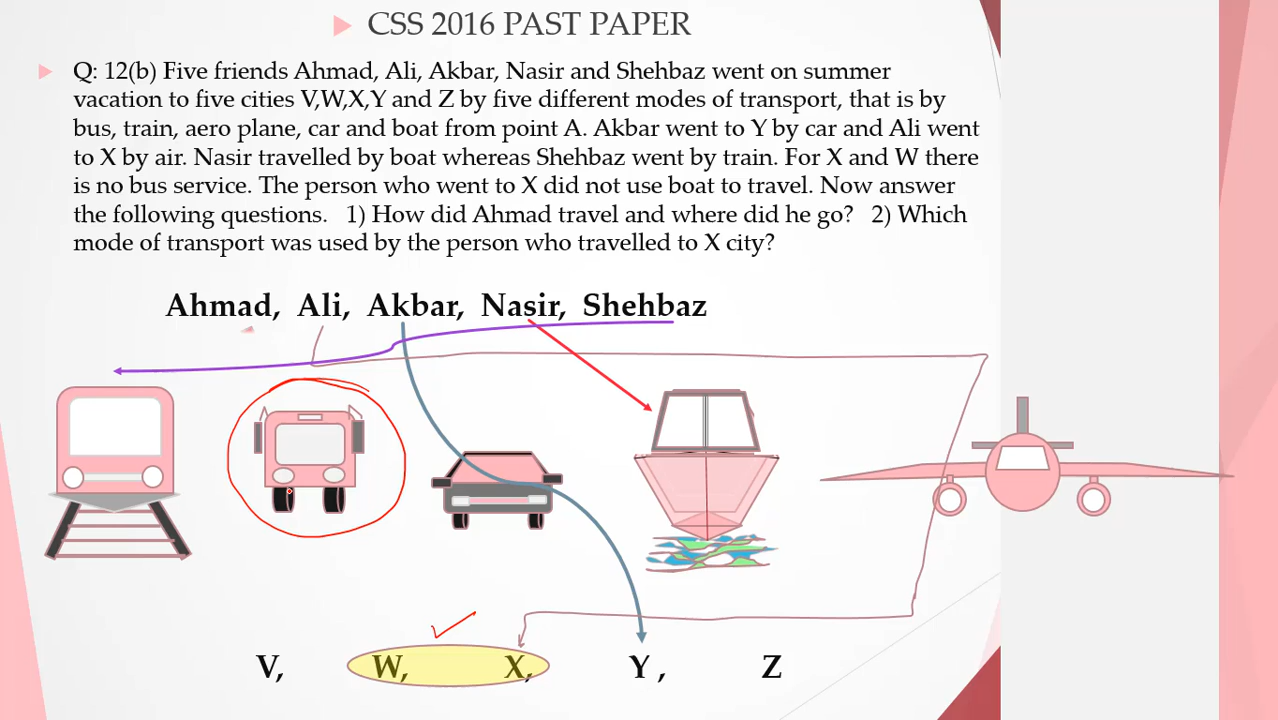 CSS 2016 PAST PAPER
Q: 12(b) Five friends Ahmad, Ali, Akbar, Nasir and Shehbaz went on summer
vacation to five cities V,W,X,Y and Z by five different modes of transport, that is by
bus, train, aero plane, car and boat from point A. Akbar went to Y by car and Ali went
to X by air. Nasir travelled by boat whereas Shehbaz went by train. For X and W there
is no bus service. The person who went to X did not use boat to travel. Now answer
the following questions. 1) How did Ahmad travel and where did he go? 2) Which
mode of transport was used by the person who travelled to X city?
Ahmad, Ali, Akbar, Nasir, Shehbaz
V, W, X, Y , Z